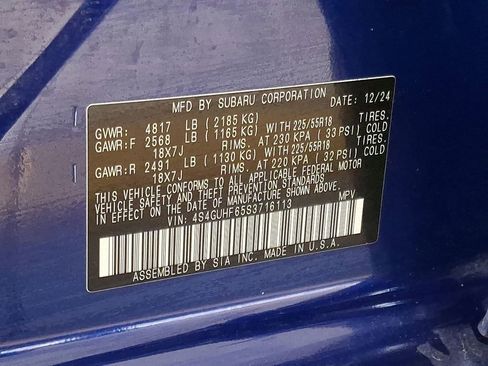 MFD BY SUBARU CORPORATION DATE: 12/24
GVWR: 4817 LB (2185 KG)
GAWR:F 2568 LB (1165 KG) WITH 225/55R18 TIRES.
18X7J RIMS. AT 230 KPA (33 PSI) COLD
GAWR:R 2491 LB (1130 KG) WITH 225/55R18 TIRES.
18X7J RIMS. AT 220 KPA (32 PSI) COLD
THIS VEHICLE CONFORMS TO ALL APPLICABLE FEDERAL MOTOR
VEHICLE SAFETY AND THEFT PREVENTION STANDARDS
IN EFFECT ON THE DATE OF MANUFACTURE SHOWN ABOVE.
VIN: 4S4GUHF65S3716113 MPV
ASSEMBLED BY SIA INC. MADE IN U.S.A.